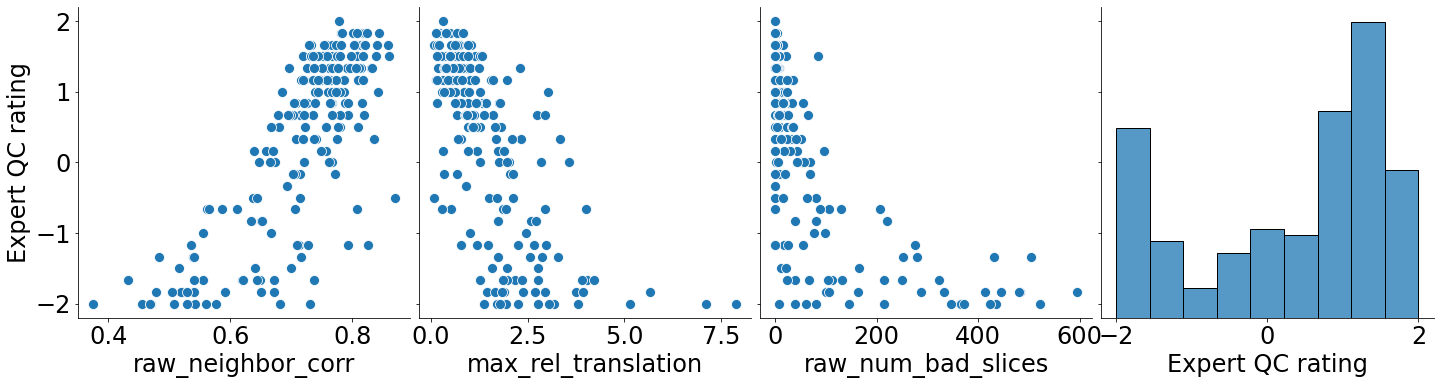 Expert QC rating
2
1
0
−1
−2
0.4 0.6 0.8
raw_neighbor_corr
0.0 2.5 5.0 7.5
max_rel_translation
0 200 400 600
raw_num_bad_slices
−2 0 2
Expert QC rating